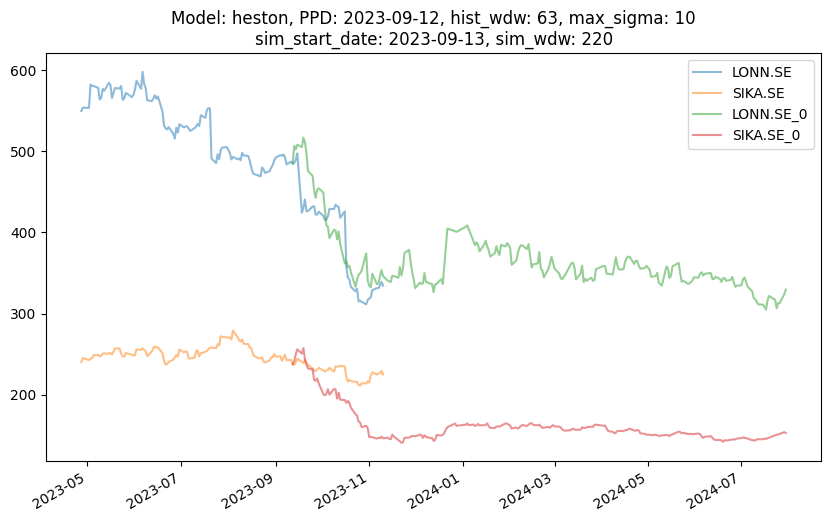 Model: heston, PPD: 2023-09-12, hist_wdw: 63, max_sigma: 10
sim_start_date: 2023-09-13, sim_wdw: 220
LONN.SE
SIKA.SE
LONN.SE_0
SIKA.SE_0
600
500
400
300
200
2023-05
2023-07
2023-09
2023-11
2024-01
2024-03
2024-05
2024-07